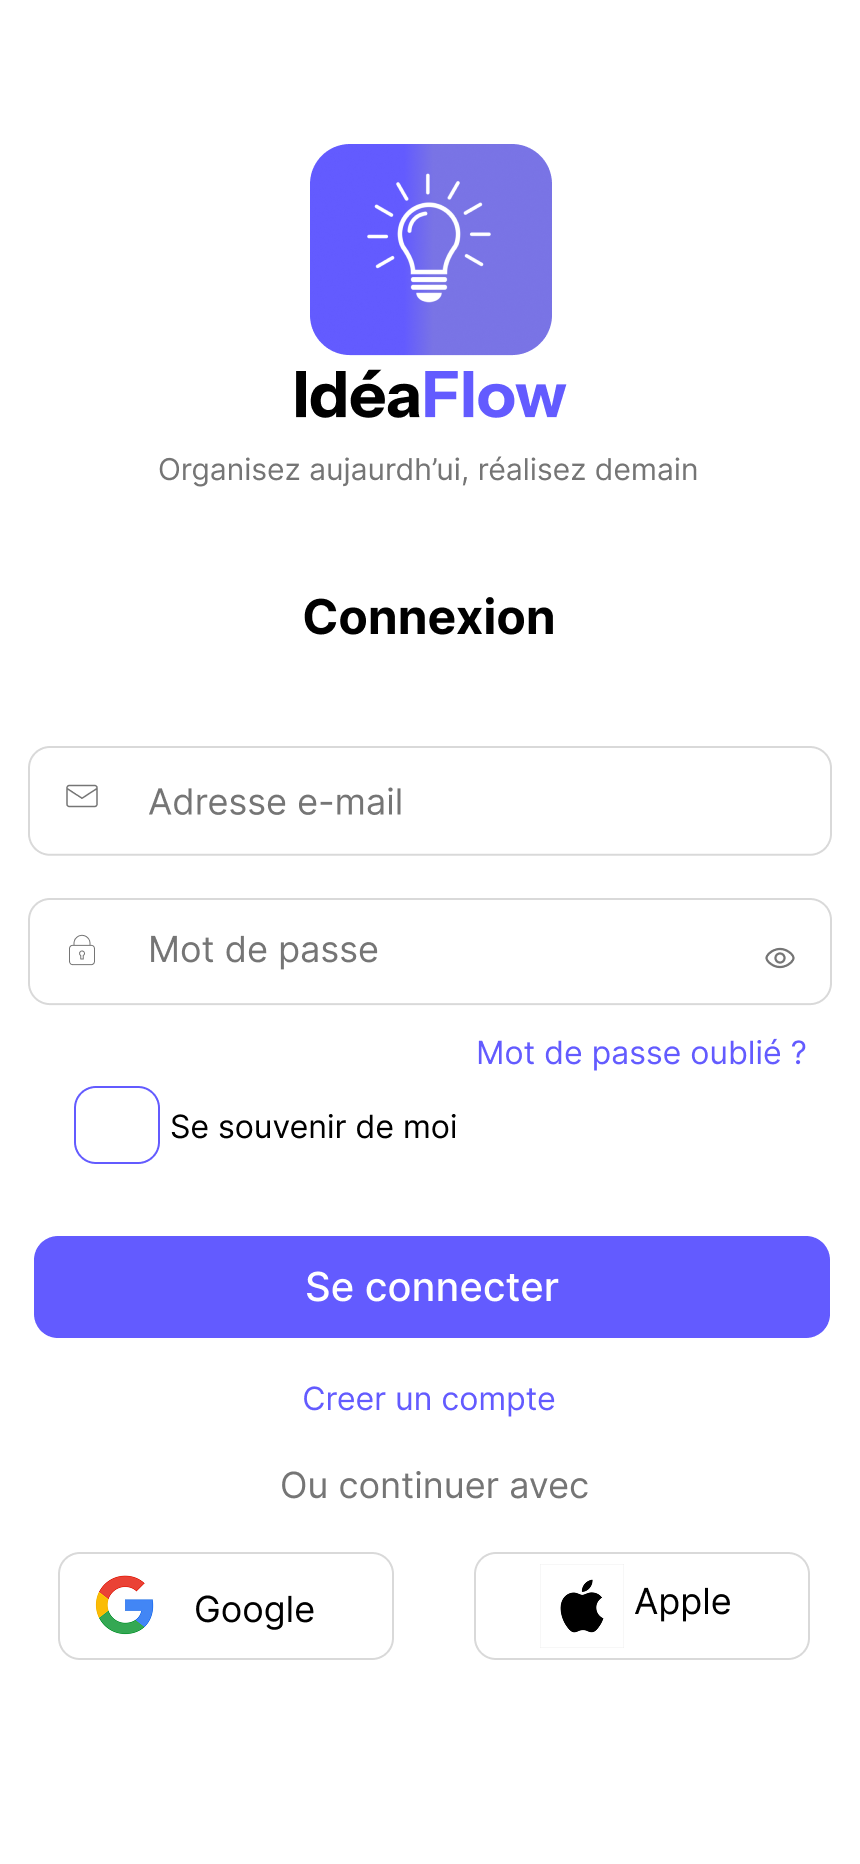 IdéaFlow
Organisez aujaurdh’ui, réalisez demain
Connexion
Adresse e-mail
Mot de passe
Mot de passe oublié ?
Se souvenir de moi
Se connecter
Creer un compte
Ou continuer avec
Google
Apple